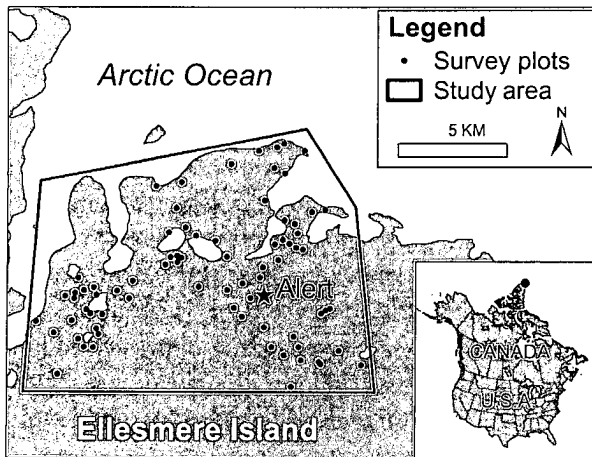 Legend
Survey plots
Study area
5 KM
N
Arctic Ocean
Alert
Ellesmere Island
CANADA
U.S.A